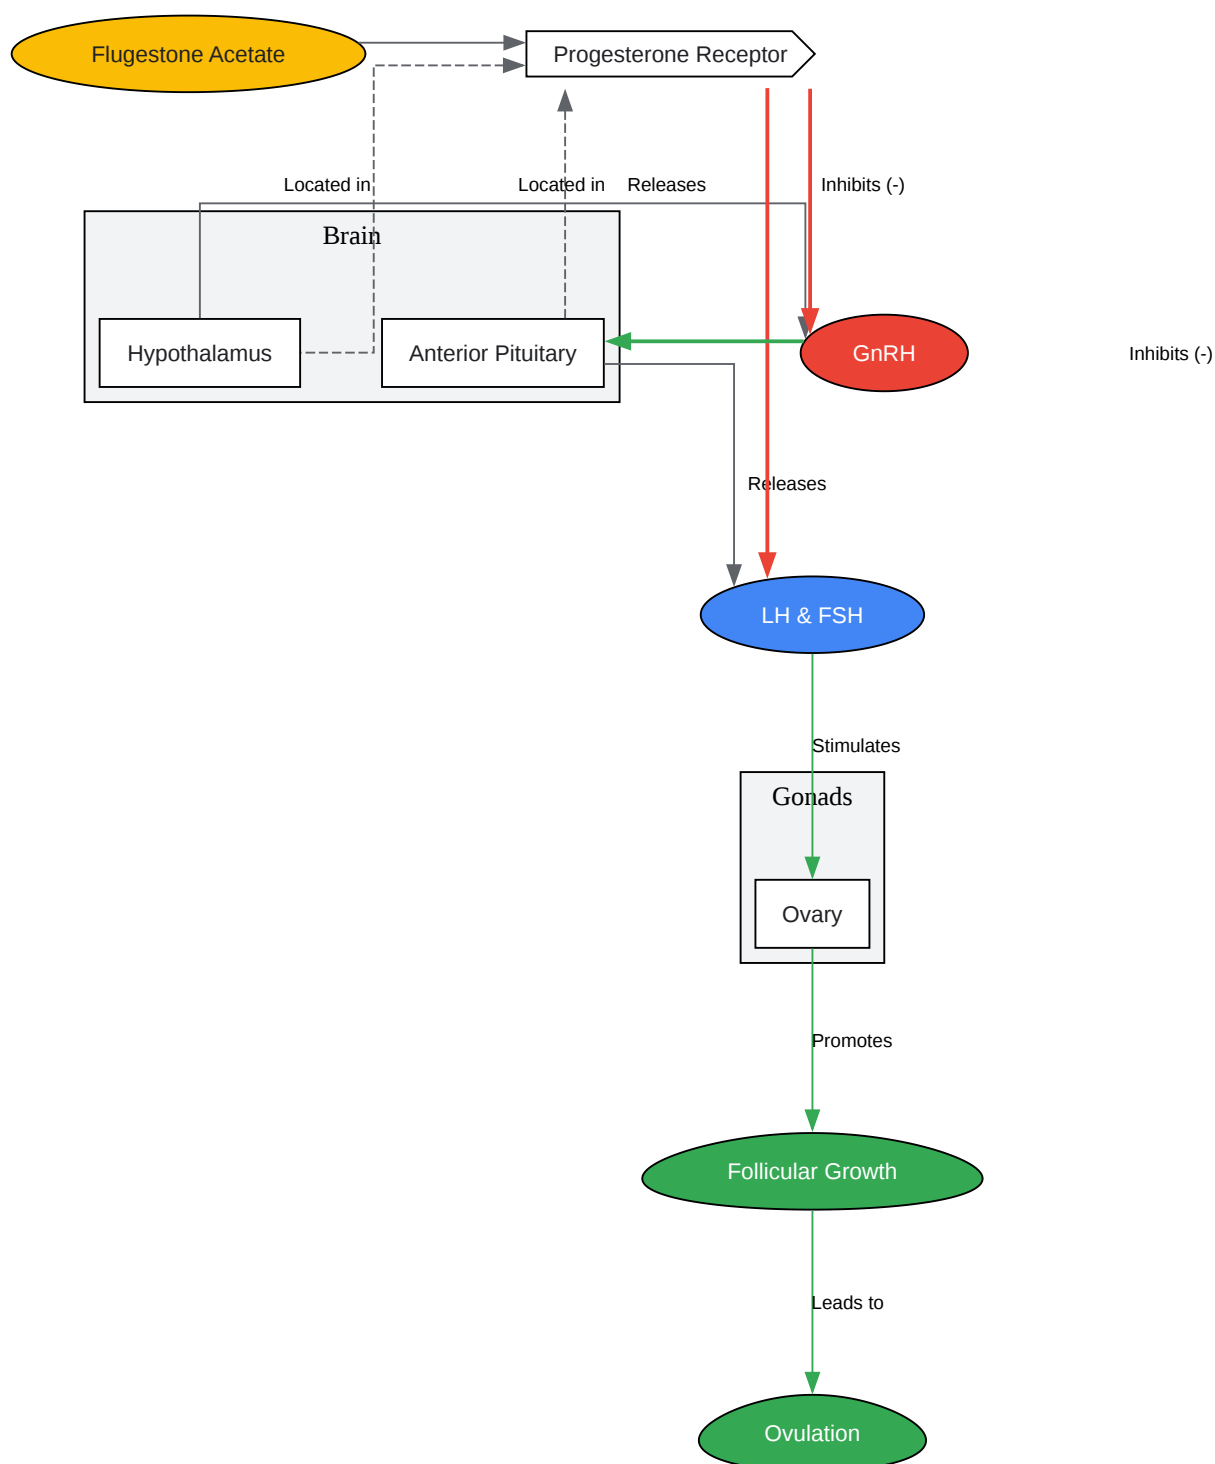 Flugestone Acetate
Progesterone Receptor
Located in
Located in
Releases
Inhibits (-)
Brain
Hypothalamus
Anterior Pituitary
GnRH
Inhibits (-)
Releases
LH & FSH
Stimulates
Gonads
Ovary
Promotes
Follicular Growth
Leads to
Ovulation